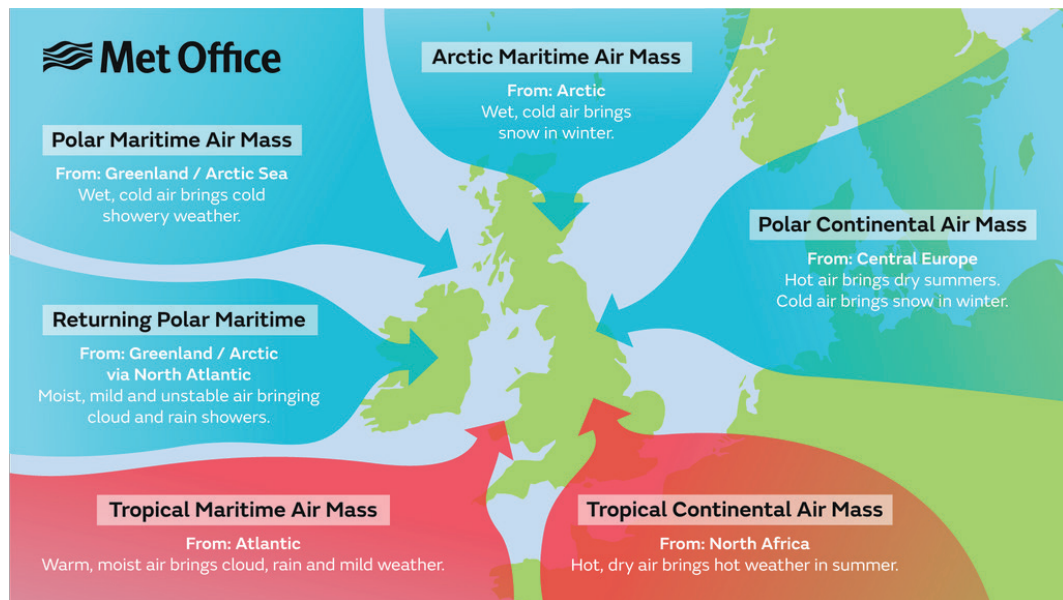 Met Office
Arctic Maritime Air Mass
From: Arctic
Wet, cold air brings
snow in winter.
Polar Maritime Air Mass
From: Greenland / Arctic Sea
Wet, cold air brings cold
showery weather.
Polar Continental Air Mass
From: Central Europe
Hot air brings dry summers.
Cold air brings snow in winter.
Returning Polar Maritime
From: Greenland / Arctic
via North Atlantic
Moist, mild and unstable air bringing
cloud and rain showers.
Tropical Maritime Air Mass
From: Atlantic
Warm, moist air brings cloud, rain and mild weather.
Tropical Continental Air Mass
From: North Africa
Hot, dry air brings hot weather in summer.